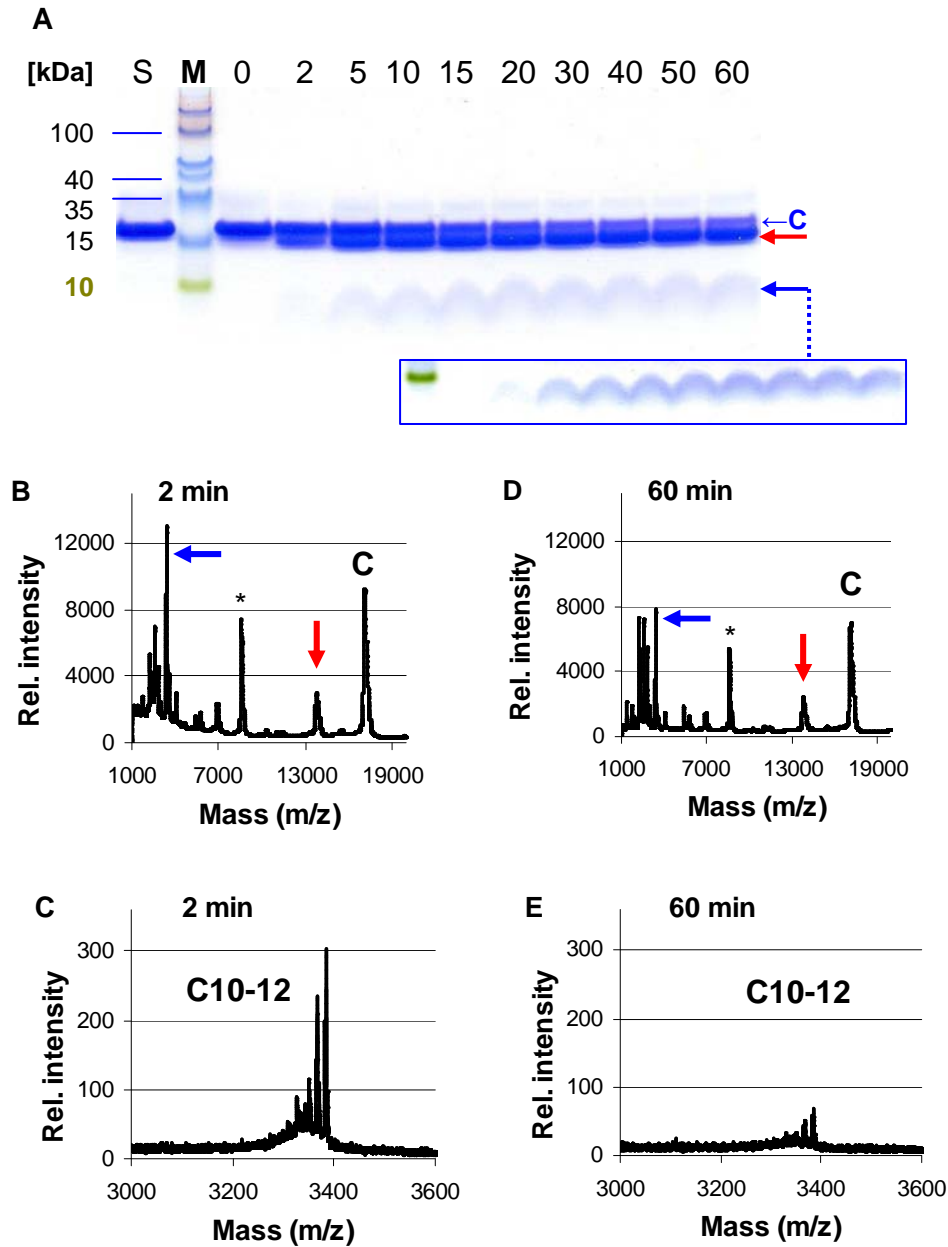 A
[kDa] S M 0 2 5 10 15 20 30 40 50 60
100
40
35
←C
15
10
B 2 min
D 60 min
12000
8000
4000
0
Rel. intensity
* C
1000 7000 13000 19000
Mass (m/z)
12000
8000
4000
0
Rel. intensity
* C
1000 7000 13000 19000
Mass (m/z)
C 2 min
E 60 min
300
200
100
0
Rel. intensity
C10-12
3000 3200 3400 3600
Mass (m/z)
300
200
100
0
Rel. intensity
C10-12
3000 3200 3400 3600
Mass (m/z)